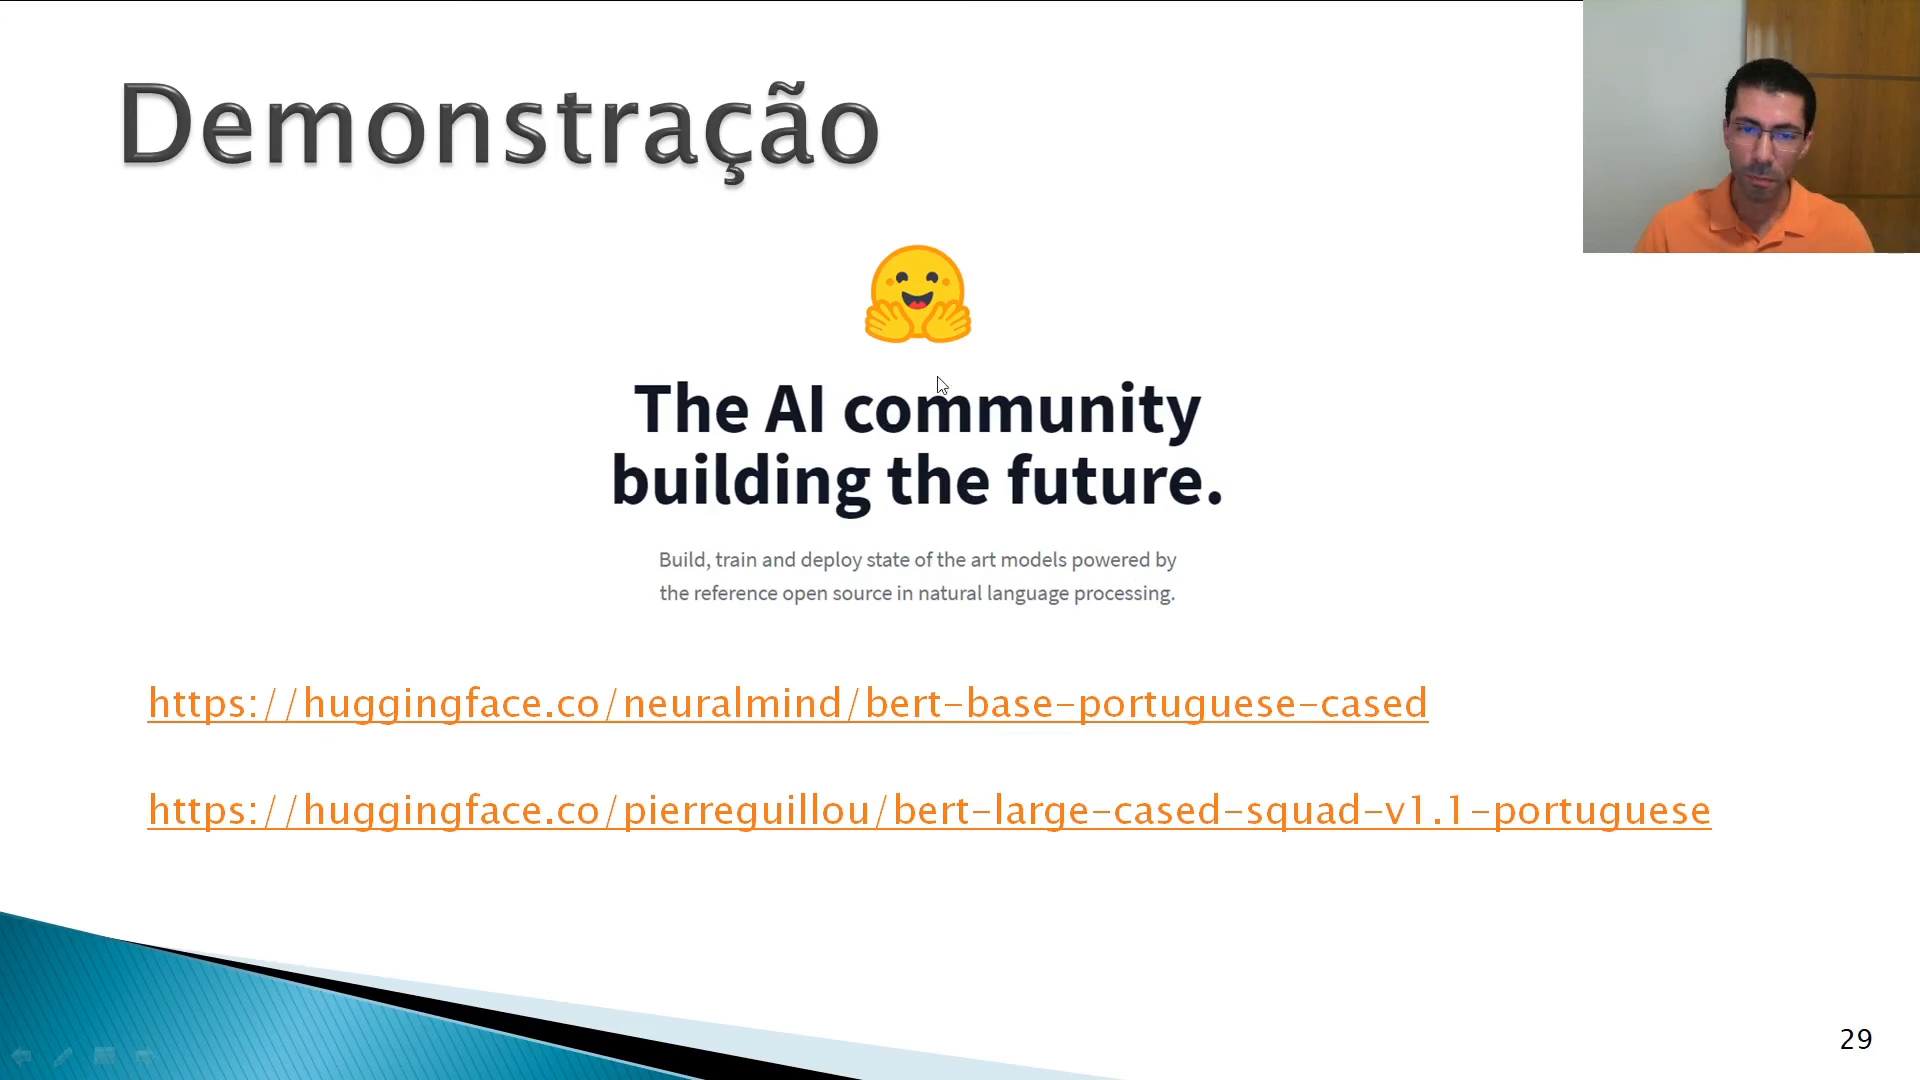 Demonstração
The AI community
building the future.
Build, train and deploy state of the art models powered by
the reference open source in natural language processing.
https://huggingface.co/neuralmind/bert-base-portuguese-cased
https://huggingface.co/pierreguillou/bert-large-cased-squad-v1.1-portuguese
29